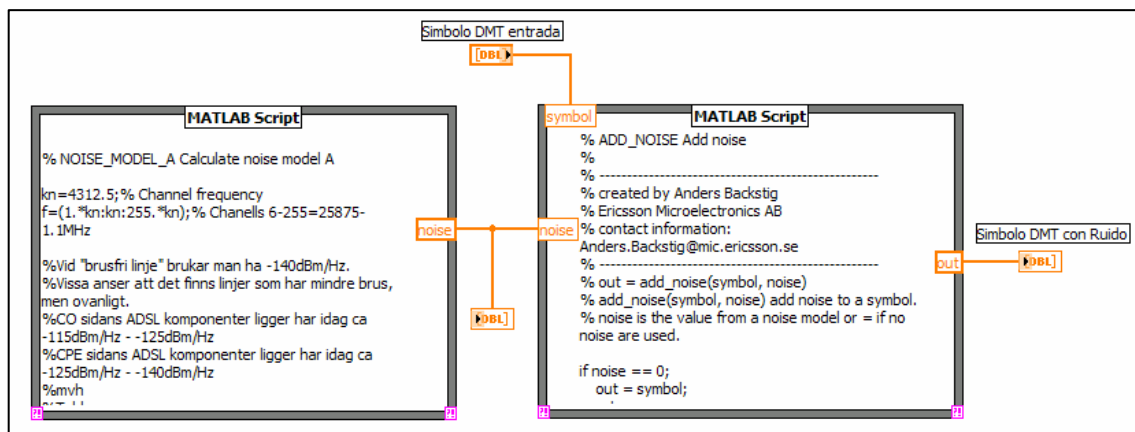 Simbolo DMT entrada
[DBL]
MATLAB Script
% NOISE_MODEL_A Calculate noise model A
kn=4312.5;% Channel frequency
f=(1.*kn:kn:255.*kn);% Chanells 6-255=25875-
1.1MHz
%Vid "brusfri linje" brukar man ha -140dBm/Hz.
%Vissa anser att det finns linjer som har mindre brus,
men ovanligt.
%CO sidans ADSL komponenter ligger har idag ca
-115dBm/Hz - -125dBm/Hz
%CPE sidans ADSL komponenter ligger har idag ca
-125dBm/Hz - -140dBm/Hz
%mvh
noise
DBL]
symbol
noise
MATLAB Script
% ADD_NOISE Add noise
%
% --------------------------------------------------
% created by Anders Backstig
% Ericsson Microelectronics AB
% contact information:
Anders.Backstig@mic.ericsson.se
% --------------------------------------------------
% out = add_noise(symbol, noise)
% add_noise(symbol, noise) add noise to a symbol.
% noise is the value from a noise model or = if no
noise are used.
if noise == 0;
out = symbol;
out
Simbolo DMT con Ruido
DBL]